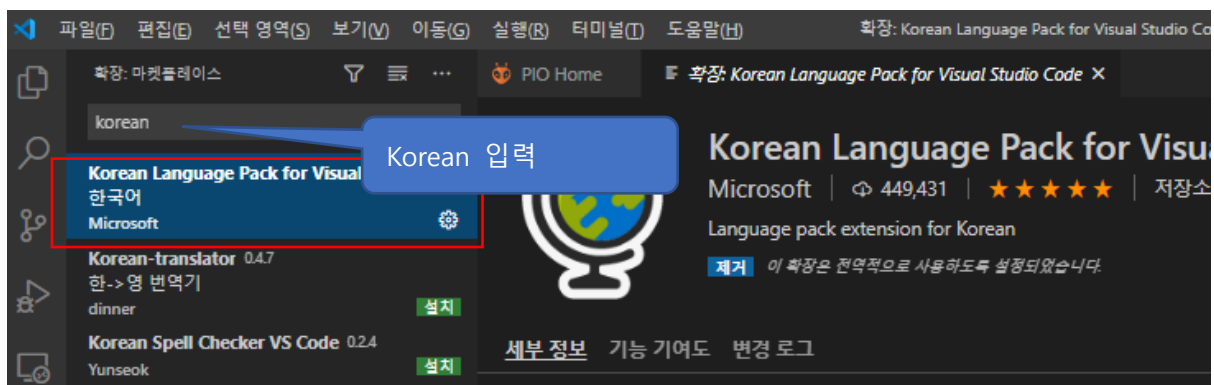 파일(F) 편집(E) 선택 영역(S) 보기(V) 이동(G) 실행(R) 터미널(T) 도움말(H) 확장: Korean Language Pack for Visual Studio Co
확장: 마켓플레이스
PIO Home 확장: Korean Language Pack for Visual Studio Code
korean
Korean 입력
Korean Language Pack for Visual
한국어
Microsoft
Korean-translator 0.4.7
한->영 번역기
dinner 설치
Korean Spell Checker VS Code 0.2.4
Yunseok 설치
Korean Language Pack for Visua
Microsoft 449,431 ★★★★★ 저장소
Language pack extension for Korean
제거 이 확장은 전역적으로 사용하도록 설정되었습니다.
세부 정보 기능 기여도 변경 로그